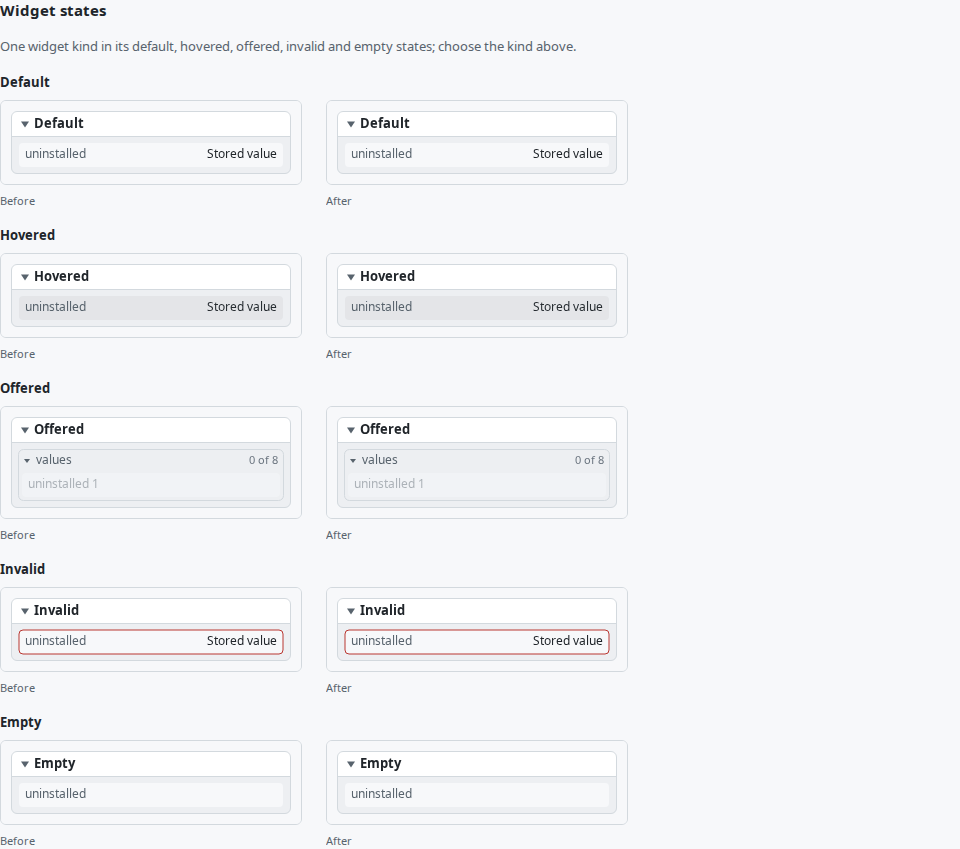 Widget states
One widget kind in its default, hovered, offered, invalid and empty states; choose the kind above.
Default
Default
uninstalled Stored value
Before
Default
uninstalled Stored value
After
Hovered
Hovered
uninstalled Stored value
Before
Hovered
uninstalled Stored value
After
Offered
Offered
values 0 of 8
uninstalled 1
Before
Offered
values 0 of 8
uninstalled 1
After
Invalid
Invalid
uninstalled Stored value
Before
Invalid
uninstalled Stored value
After
Empty
Empty
uninstalled
Before
Empty
uninstalled
After